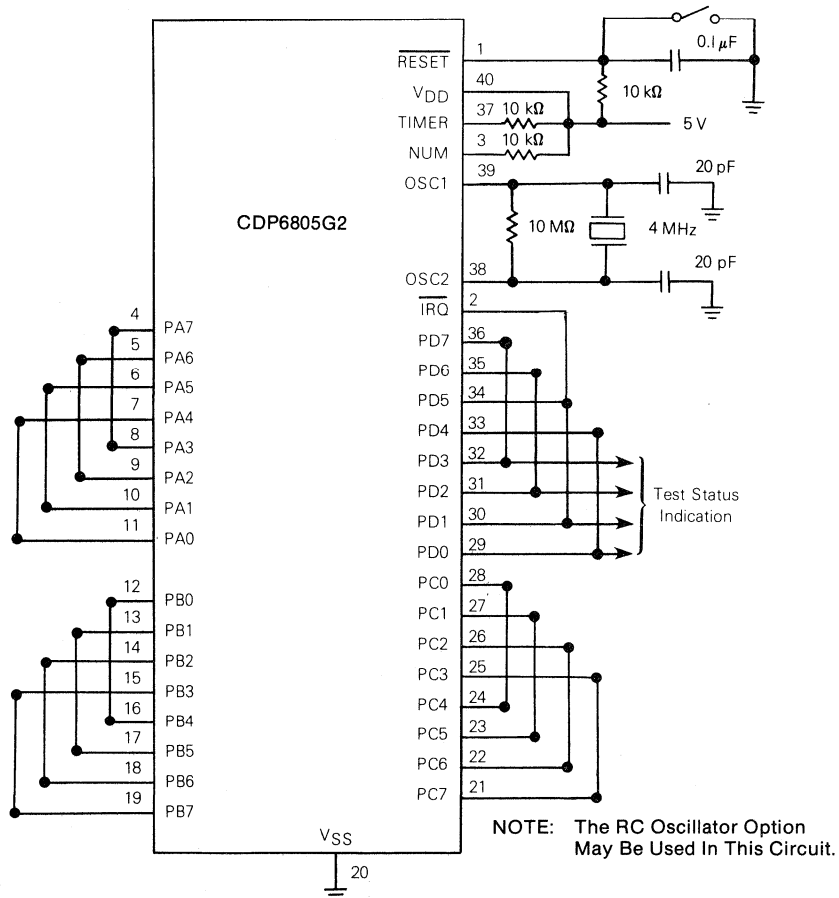 0.1 μF
1
RESET
10 kΩ
40
VDD
37
10 kΩ
TIMER
5 V
3
10 kΩ
NUM
39
OSC1
20 pF
CDP6805G2
10 MΩ
4 MHz
38
OSC2
20 pF
2
IRQ
4
PA7
36
PD7
5
PA6
35
PD6
6
PA5
34
PD5
7
PA4
33
PD4
8
PA3
32
PD3
9
PA2
31
PD2
10
PA1
30
PD1
11
PA0
29
PD0
Test Status
Indication
12
PB0
28
PC0
13
PB1
27
PC1
14
PB2
26
PC2
15
PB3
25
PC3
16
PB4
24
PC4
17
PB5
23
PC5
18
PB6
22
PC6
19
PB7
21
PC7
VSS
20
NOTE: The RC Oscillator Option
May Be Used In This Circuit.